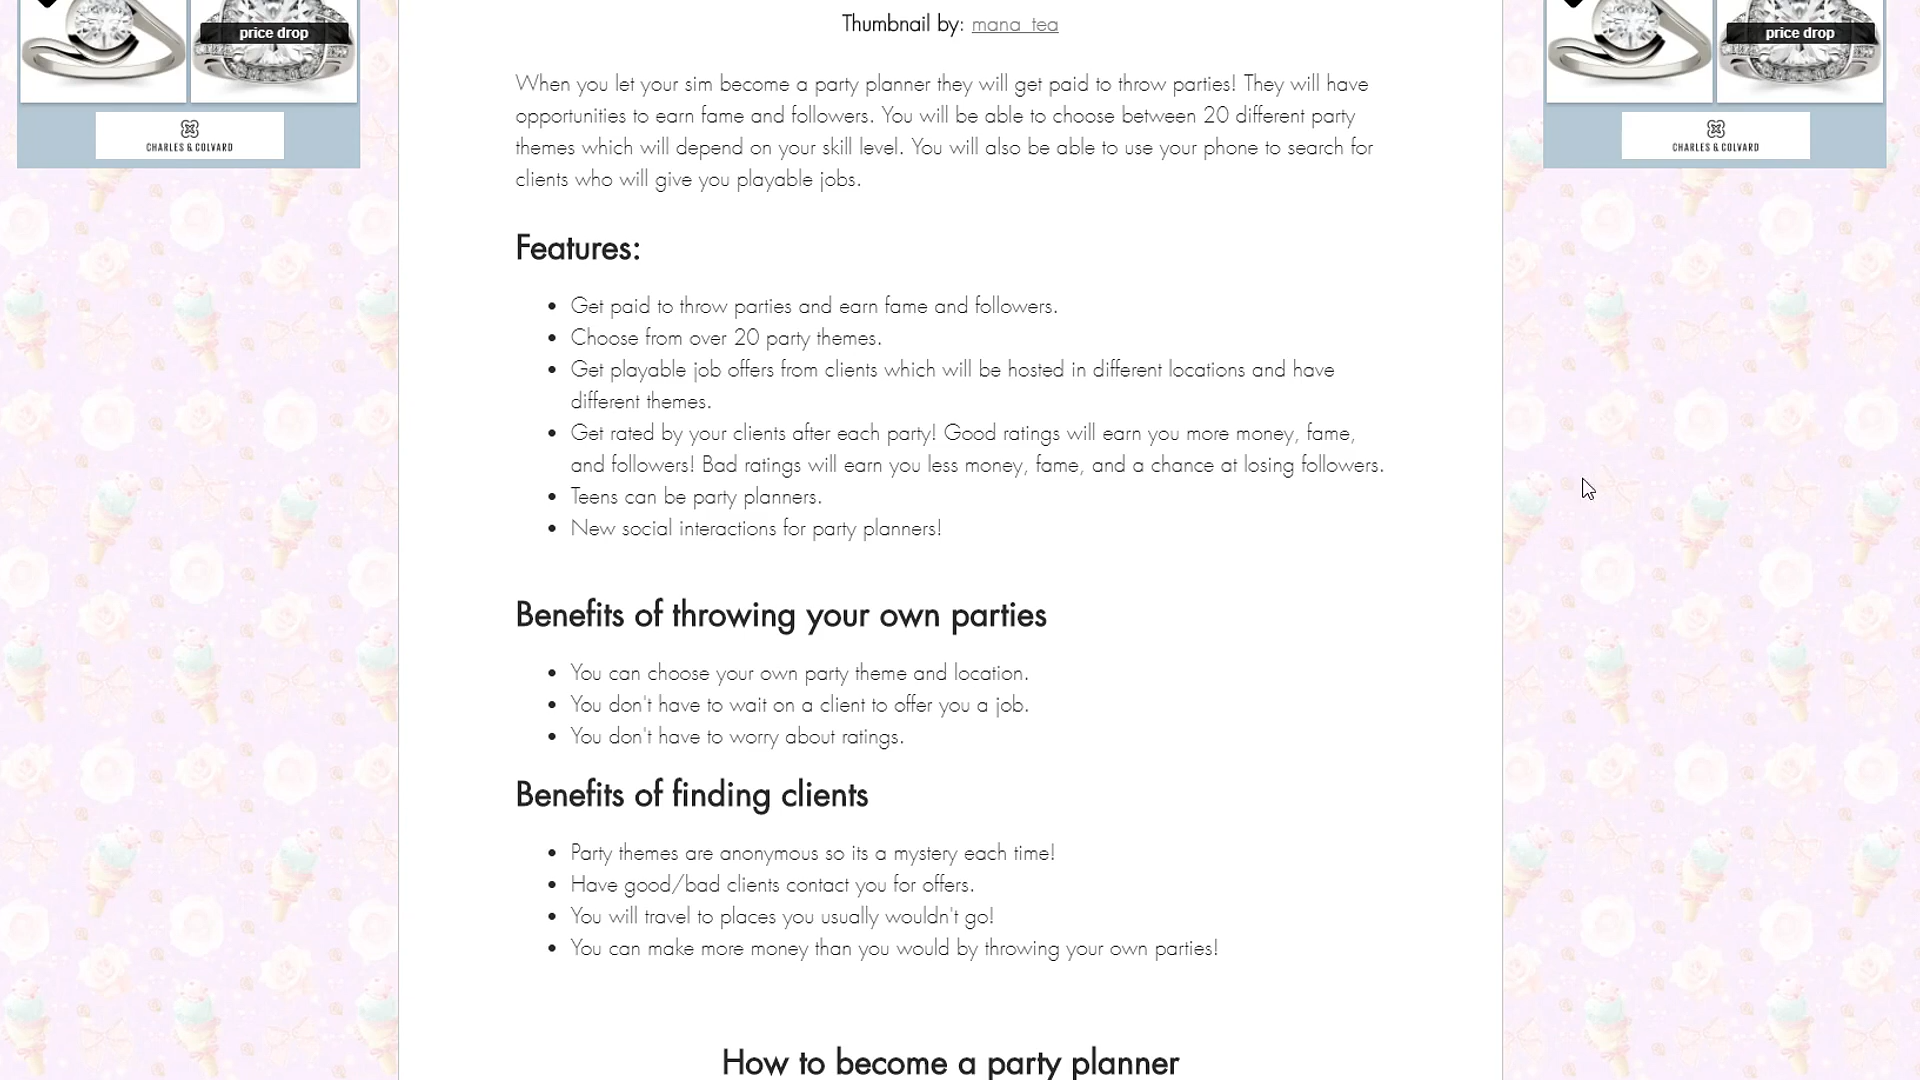 price drop
CHARLES & COLVARD
price drop
CHARLES & COLVARD
Thumbnail by: mana_tea
When you let your sim become a party planner they will get paid to throw parties! They will have
opportunities to earn fame and followers. You will be able to choose between 20 different party
themes which will depend on your skill level. You will also be able to use your phone to search for
clients who will give you playable jobs.
Features:
• Get paid to throw parties and earn fame and followers.
• Choose from over 20 party themes.
• Get playable job offers from clients which will be hosted in different locations and have
different themes.
• Get rated by your clients after each party! Good ratings will earn you more money, fame,
and followers! Bad ratings will earn you less money, fame, and a chance at losing followers.
• Teens can be party planners.
• New social interactions for party planners!
Benefits of throwing your own parties
• You can choose your own party theme and location.
• You don't have to wait on a client to offer you a job.
• You don't have to worry about ratings.
Benefits of finding clients
• Party themes are anonymous so its a mystery each time!
• Have good/bad clients contact you for offers.
• You will travel to places you usually wouldn't go!
• You can make more money than you would by throwing your own parties!
How to become a party planner